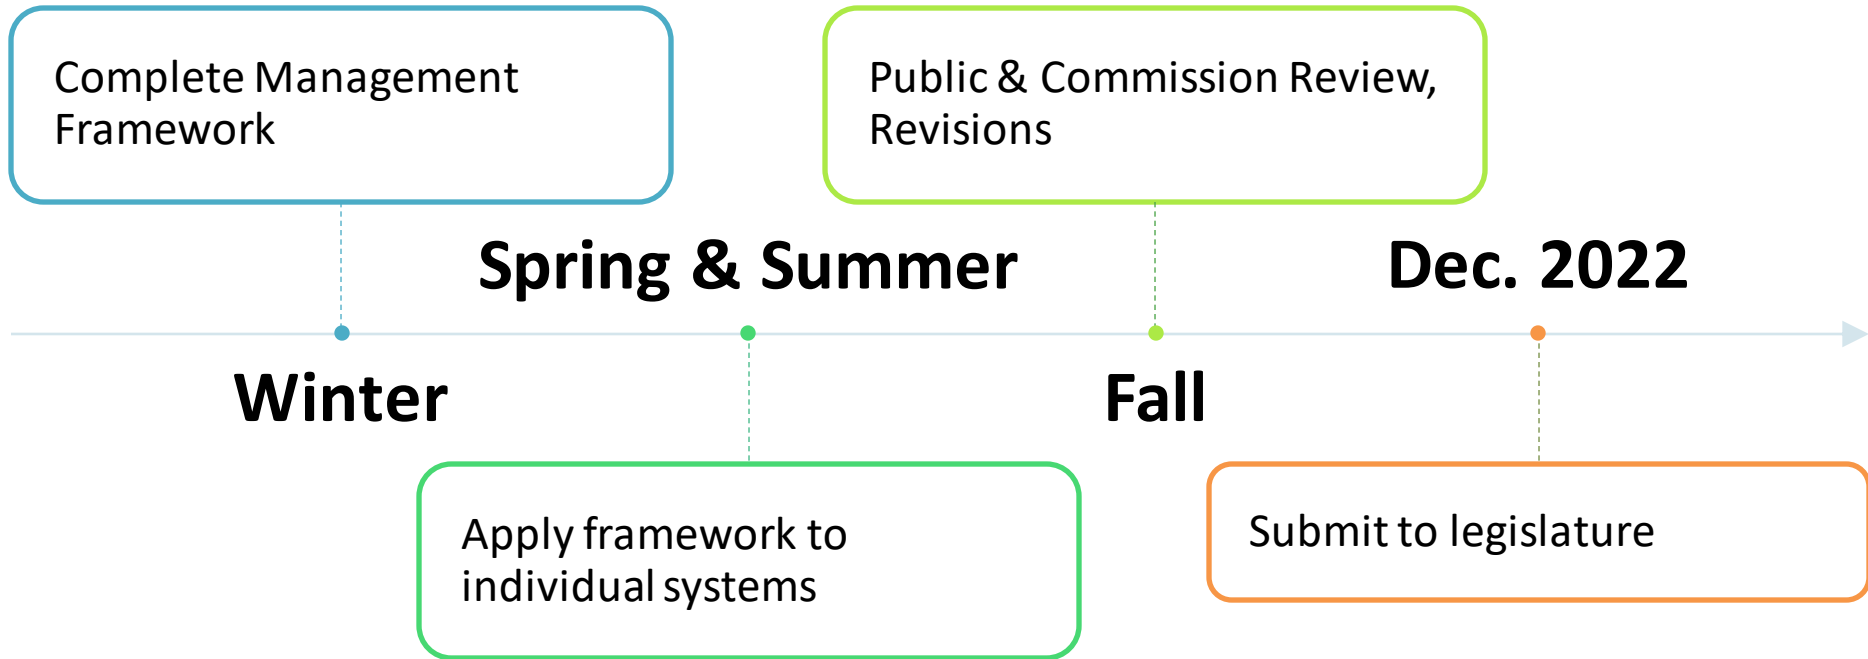 Complete Management
Framework
Public & Commission Review,
Revisions
Spring & Summer
Dec. 2022
Winter
Fall
Apply framework to
individual systems
Submit to legislature